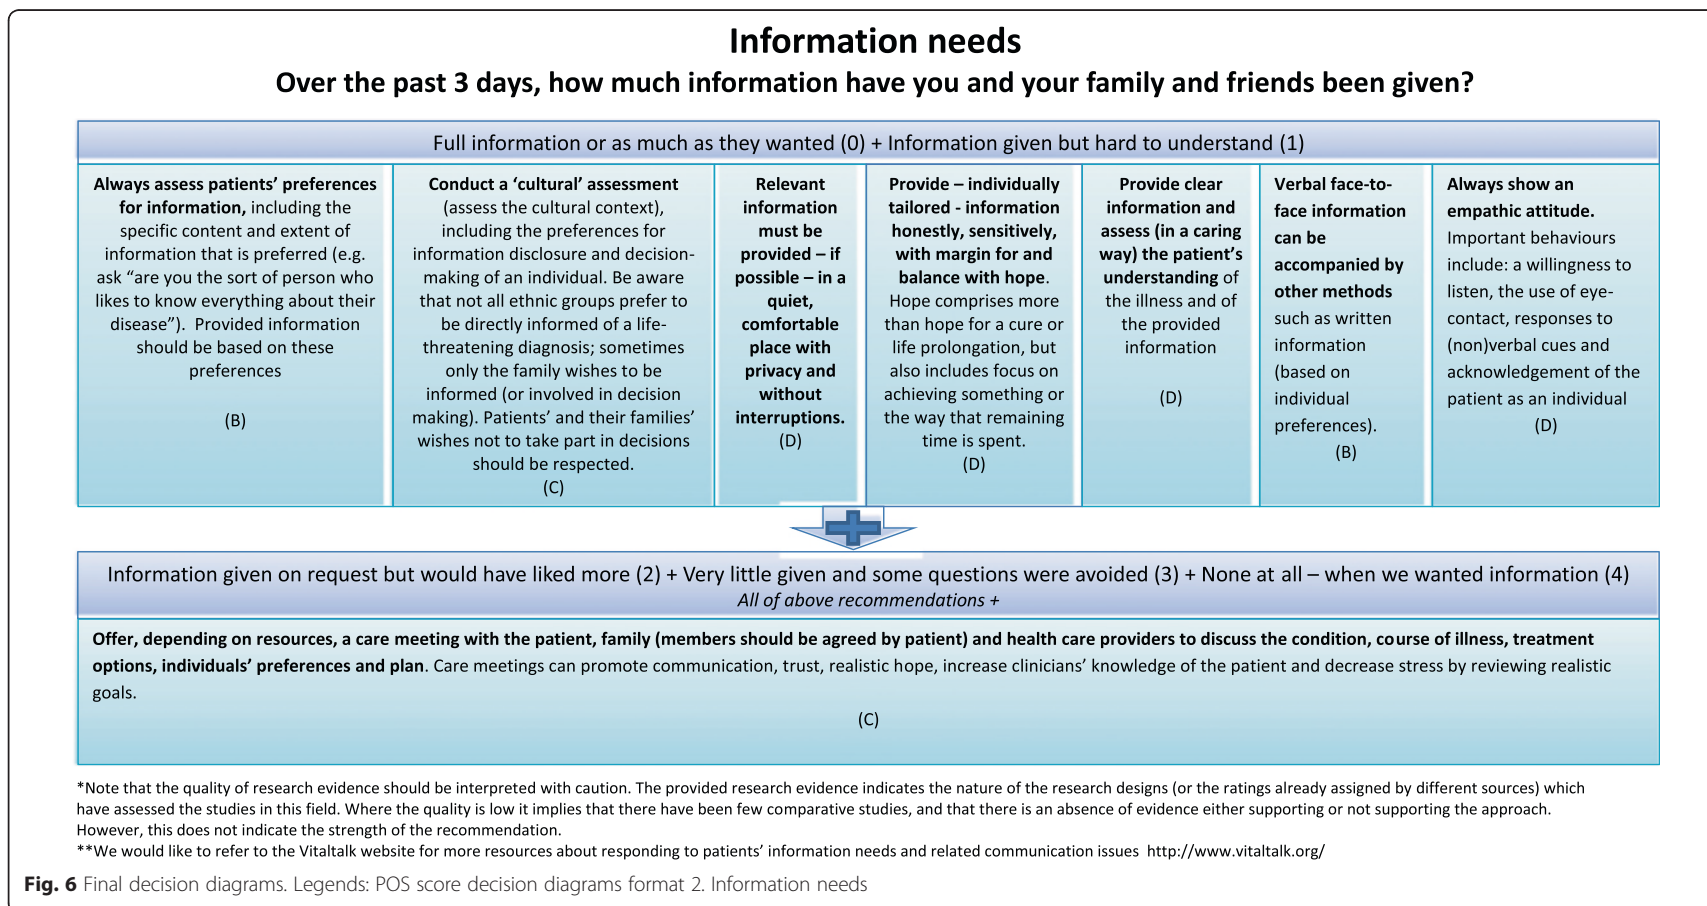 Information needs
Over the past 3 days, how much information have you and your family and friends been given?
Full information or as much as they wanted (0) + Information given but hard to understand (1)
Always assess patients’ preferences
for information, including the
specific content and extent of
information that is preferred (e.g.
ask “are you the sort of person who
likes to know everything about their
disease”).  Provided information
should be based on these
preferences
(B)
Conduct a ‘cultural’ assessment
(assess the cultural context),
including the preferences for
information disclosure and decision-
making of an individual. Be aware
that not all ethnic groups prefer to
be directly informed of a life-
threatening diagnosis; sometimes
only the family wishes to be
informed (or involved in decision
making). Patients’ and their families’
wishes not to take part in decisions
should be respected.
(C)
Relevant
information
must be
provided – if
possible – in a
quiet,
comfortable
place with
privacy and
without
interruptions.
(D)
Provide – individually
tailored - information
honestly, sensitively,
with margin for and
balance with hope.
Hope comprises more
than hope for a cure or
life prolongation, but
also includes focus on
achieving something or
the way that remaining
time is spent.
(D)
Provide clear
information and
assess (in a caring
way) the patient’s
understanding of
the illness and of
the provided
information
(D)
Verbal face-to-
face information
can be
accompanied by
other methods
such as written
information
(based on
individual
preferences).
(B)
Always show an
empathic attitude.
Important behaviours
include: a willingness to
listen, the use of eye-
contact, responses to
(non)verbal cues and
acknowledgement of the
patient as an individual
(D)
Information given on request but would have liked more (2) + Very little given and some questions were avoided (3) + None at all – when we wanted information (4)
All of above recommendations +
Offer, depending on resources, a care meeting with the patient, family (members should be agreed by patient) and health care providers to discuss the condition, course of illness, treatment
options, individuals’ preferences and plan. Care meetings can promote communication, trust, realistic hope, increase clinicians’ knowledge of the patient and decrease stress by reviewing realistic
goals.
(C)
*Note that the quality of research evidence should be interpreted with caution. The provided research evidence indicates the nature of the research designs (or the ratings already assigned by different sources) which
have assessed the studies in this field. Where the quality is low it implies that there have been few comparative studies, and that there is an absence of evidence either supporting or not supporting the approach.
However, this does not indicate the strength of the recommendation.
**We would like to refer to the Vitaltalk website for more resources about responding to patients’ information needs and related communication issues  http://www.vitaltalk.org/
Fig. 6 Final decision diagrams. Legends: POS score decision diagrams format 2. Information needs